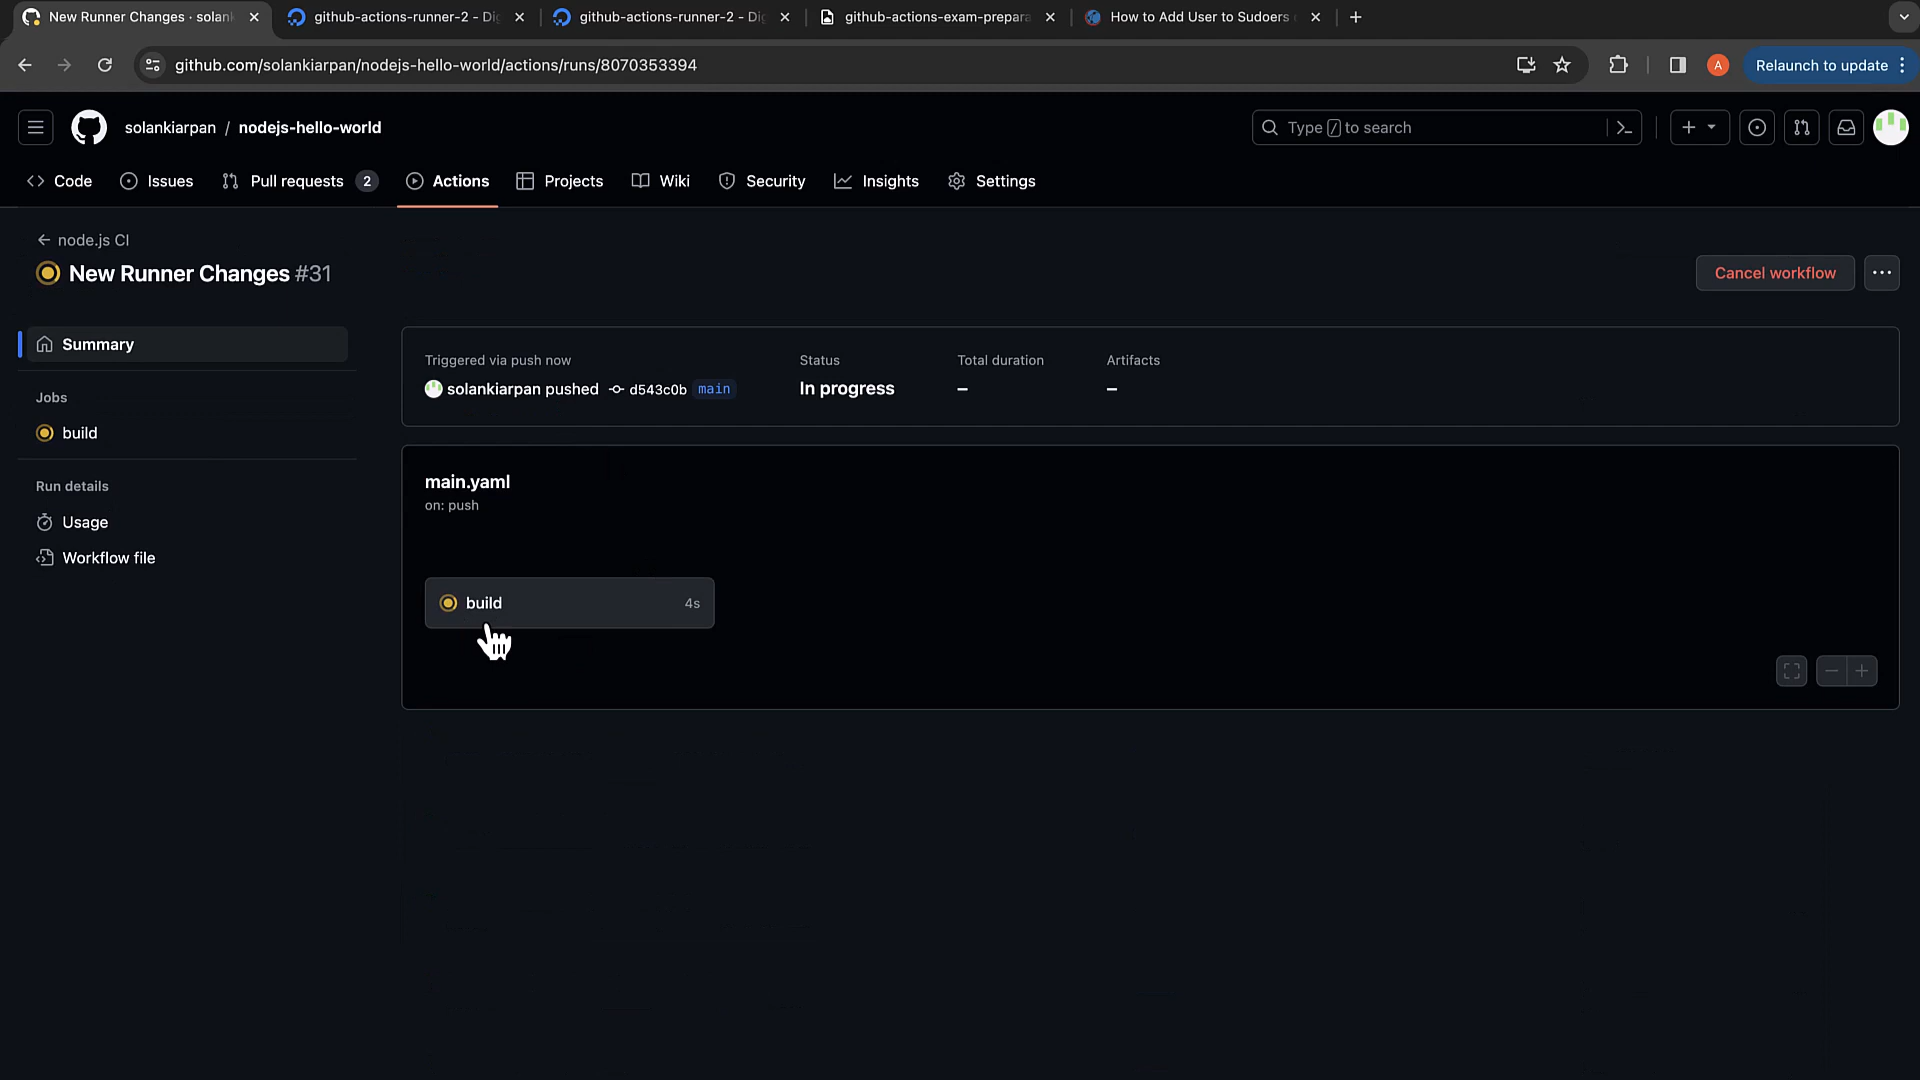 New Runner Changes · solank
github-actions-runner-2 - Dig
github-actions-runner-2 - Dig
github-actions-exam-prepara
How to Add User to Sudoers
github.com/solankiarpan/nodejs-hello-world/actions/runs/8070353394
A
Relaunch to update
solankiarpan / nodejs-hello-world
Type / to search
Code
Issues
Pull requests 2
Actions
Projects
Wiki
Security
Insights
Settings
node.js CI
New Runner Changes #31
Cancel workflow
Summary
Jobs
build
Run details
Usage
Workflow file
Triggered via push now
solankiarpan pushed d543c0b main
Status
In progress
Total duration
–
Artifacts
–
main.yaml
on: push
build 4s